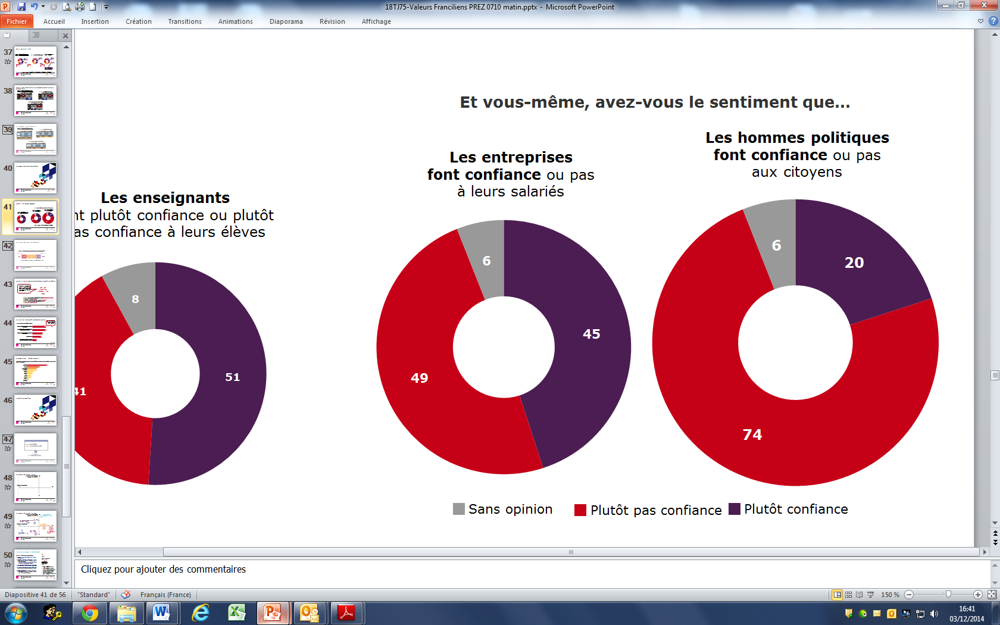 18TJ75-Valeurs Franciliens PREZ 0710 matin.pptx - Microsoft PowerPoint
Fichier Accueil Insertion Création Transitions Animations Diaporama Révision Affichage
37
38
39
40
41
42
43
44
45
46
47
48
49
50
Et vous-même, avez-vous le sentiment que…
Les enseignants
nt plutôt confiance ou plutôt
as confiance à leurs élèves
8
51
41
Les entreprises
font confiance ou pas
à leurs salariés
6
45
49
Les hommes politiques
font confiance ou pas
aux citoyens
6
20
74
Sans opinion Plutôt pas confiance Plutôt confiance
Cliquez pour ajouter des commentaires
Diapositive 41 de 56 "Standard" Français (France) 150 %
16:41
03/12/2014